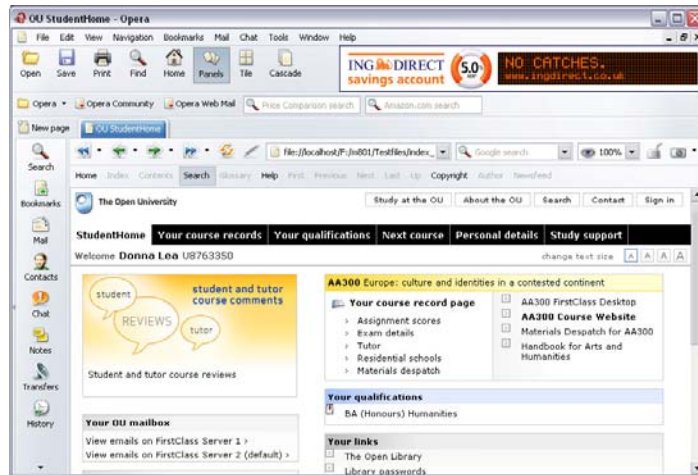 OU StudentHome - Opera
File Edit View Navigation Bookmarks Mail Chat Tools Window Help
Open Save Print Find Home Panels Tile Cascade
ING DIRECT
savings account
5.0
NO CATCHES.
www.ingdirect.co.uk
Opera Opera Community Opera Web Mail Price Comparison search Amazon.com search
New page OU StudentHome
file://localhost/F:/m801/Testfiles/index_ Google search 100%
Home Index Contents Search Glossary Help First Previous Next Last Up Copyright Author Newsfeed
Search
Bookmarks
Mail
Contacts
Chat
Notes
Transfers
History
The Open University
Study at the OU About the OU Search Contact Sign in
StudentHome Your course records Your qualifications Next course Personal details Study support
Welcome Donna Lea U8763350
change text size A A A A
student
REVIEWS
tutor
student and tutor
course comments
Student and tutor course reviews
Your OU mailbox
View emails on FirstClass Server 1 ›
View emails on FirstClass Server 2 (default) ›
AA300 Europe: culture and identities in a contested continent
Your course record page
› Assignment scores
› Exam details
› Tutor
› Residential schools
› Materials despatch
AA300 FirstClass Desktop
AA300 Course Website
Materials Despatch for AA300
Handbook for Arts and
Humanities
Your qualifications
BA (Honours) Humanities
Your links
The Open Library
Library passwords